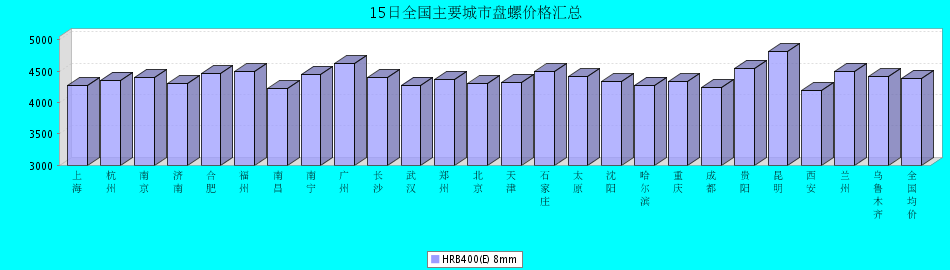 15日全国主要城市盘螺价格汇总
5000
4500
4000
3500
3000
上海
杭州
南京
济南
合肥
福州
南昌
南宁
广州
长沙
武汉
郑州
北京
天津
石家庄
太原
沈阳
哈尔滨
重庆
成都
贵阳
昆明
西安
兰州
乌鲁木齐
全国均价
HRB400(E) 8mm